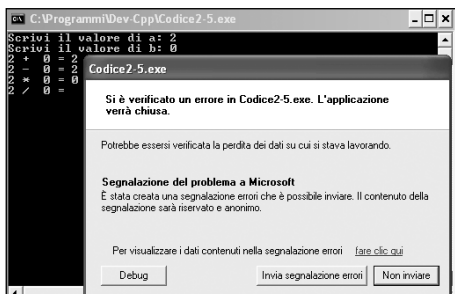 C:\Programmi\Dev-Cpp\Codice2-5.exe
Scrivi il valore di a: 2
Scrivi il valore di b: 0
2 + 0 = 2
2 - 0 = 2
2 * 0 = 0
2 / 0 =
Codice2-5.exe
Si è verificato un errore in Codice2-5.exe. L'applicazione
verrà chiusa.
Potrebbe essersi verificata la perdita dei dati su cui si stava lavorando.
Segnalazione del problema a Microsoft
È stata creata una segnalazione errori che è possibile inviare. Il contenuto della
segnalazione sarà riservato e anonimo.
Per visualizzare i dati contenuti nella segnalazione errori fare clic qui
Debug Invia segnalazione errori Non inviare